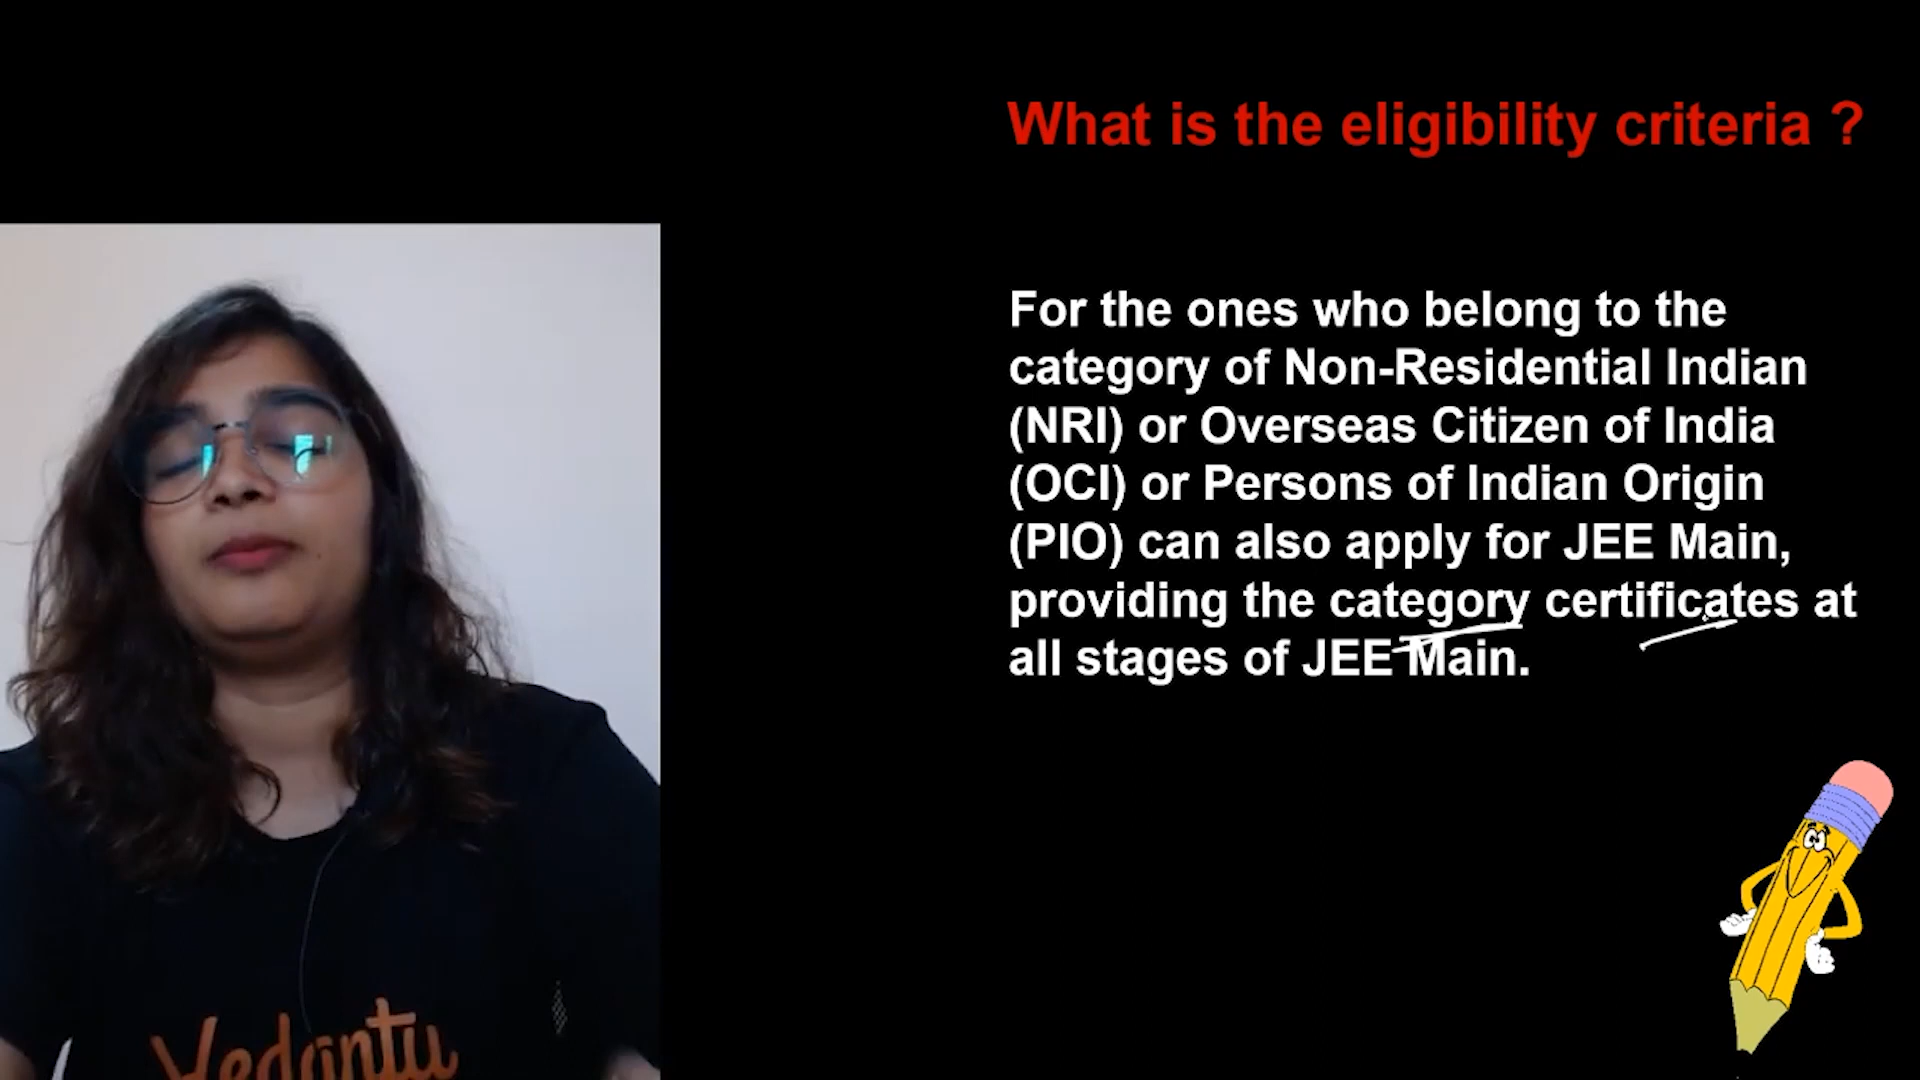 What is the eligibility criteria ?
For the ones who belong to the
category of Non-Residential Indian
(NRI) or Overseas Citizen of India
(OCI) or Persons of Indian Origin
(PIO) can also apply for JEE Main,
providing the category certificates at
all stages of JEE Main.
Vedantu